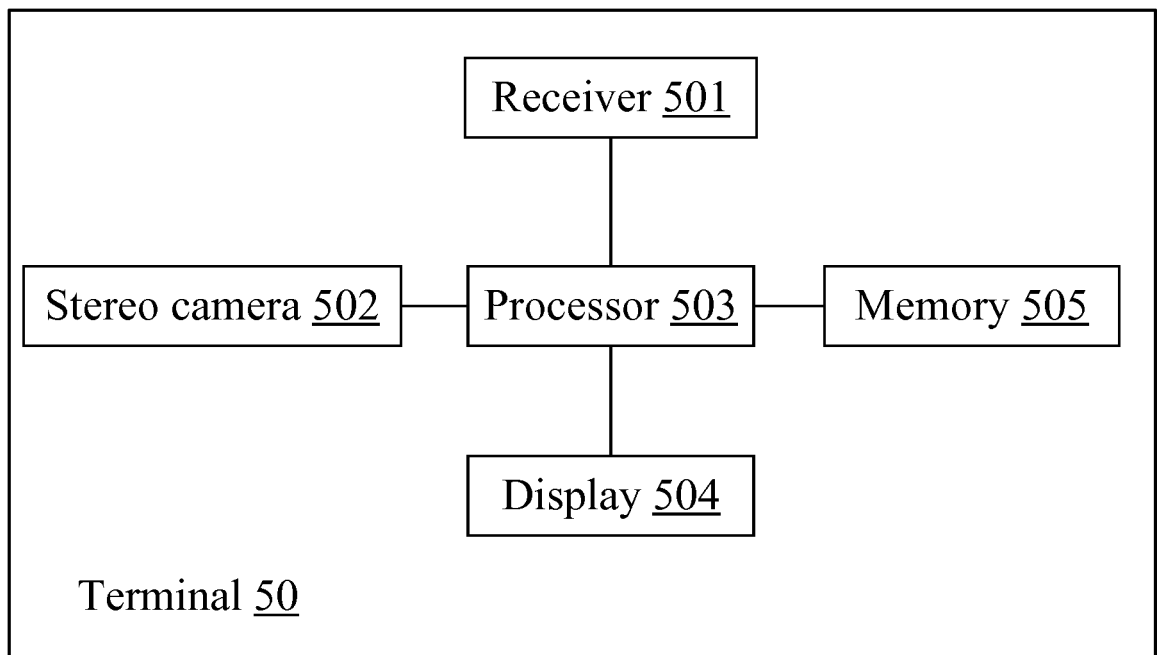 Receiver 501
Stereo camera 502
Processor 503
Memory 505
Display 504
Terminal 50